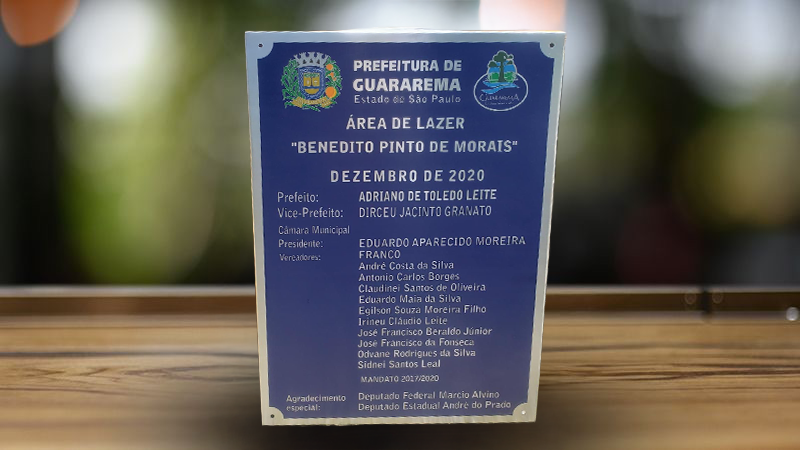 PREFEITURA DE
GUARAREMA
Estado de São Paulo
GUARAREMA
ÁREA DE LAZER
"BENEDITO PINTO DE MORAIS"
DEZEMBRO DE 2020
Prefeito: ADRIANO DE TOLEDO LEITE
Vice-Prefeito: DIRCEU JACINTO GRANATO
Câmara Municipal
Presidente: EDUARDO APARECIDO MOREIRA
FRANCO
Vereadores:
André Costa da Silva
Antonio Carlos Borges
Claudinei Santos de Oliveira
Eduardo Maia da Silva
Egilson Souza Moreira Filho
Irineu Cláudio Leite
José Francisco Beraldo Júnior
José Francisco da Fonseca
Odvane Rodrigues da Silva
Sidnei Santos Leal
MANDATO 2017/2020
Agradecimento especial: Deputado Federal Marcio Alvino
Deputado Estadual André do Prado